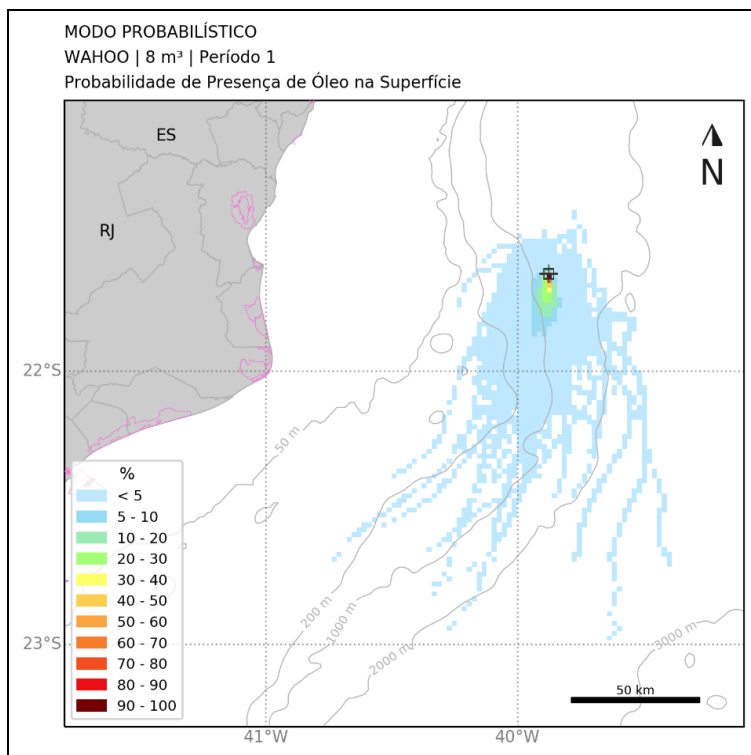 MODO PROBABILÍSTICO
WAHOO | 8 m³ | Período 1
Probabilidade de Presença de Óleo na Superfície
ES
RJ
N
22°S
50 m
%
< 5
5 - 10
10 - 20
20 - 30
30 - 40
40 - 50
50 - 60
60 - 70
70 - 80
80 - 90
90 - 100
200 m
1000 m
2000 m
3000 m
23°S
50 km
41°W
40°W